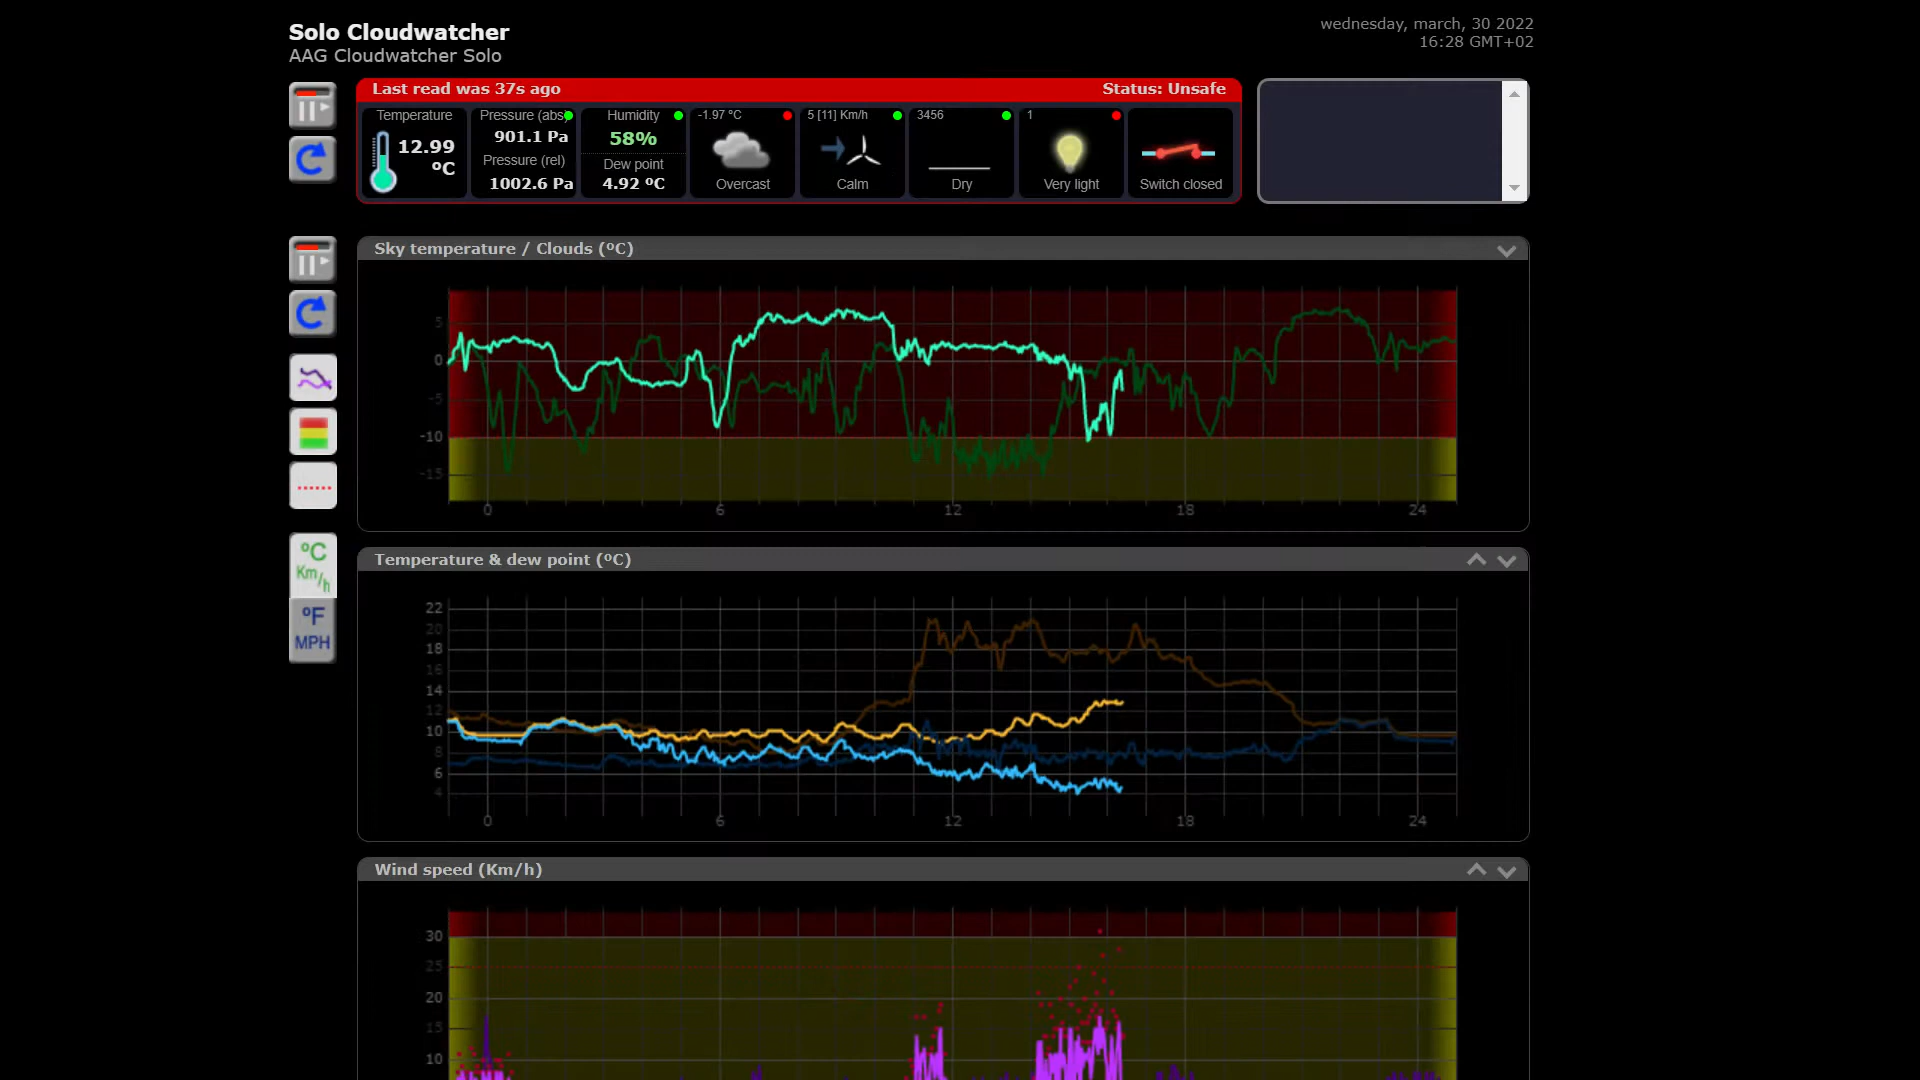 Solo Cloudwatcher
AAG Cloudwatcher Solo
wednesday, march, 30 2022
16:28 GMT+02
Last read was 37s ago
Status: Unsafe
Temperature
12.99
ºC
Pressure (abs)
901.1 Pa
Pressure (rel)
1002.6 Pa
Humidity
58%
Dew point
4.92 ºC
-1.97 ºC
Overcast
5 [11] Km/h
Calm
3456
Dry
1
Very light
Switch closed
ºC
Km/h
ºF
MPH
Sky temperature / Clouds (ºC)
5
0
-5
-10
-15
0 6 12 18 24
Temperature & dew point (ºC)
22
20
18
16
14
12
10
8
6
4
0 6 12 18 24
Wind speed (Km/h)
30
25
20
15
10